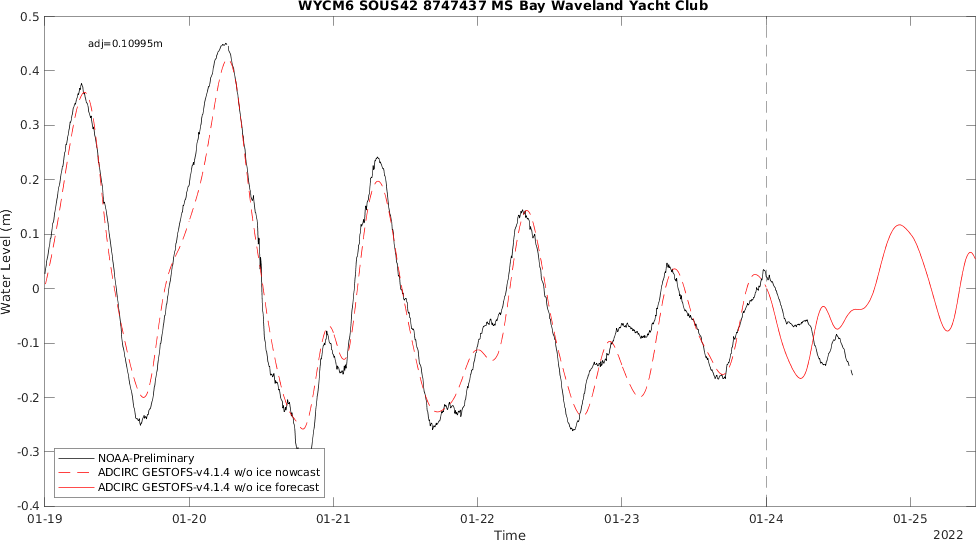 WYCM6 SOUS42 8747437 MS Bay Waveland Yacht Club
adj=0.10995m
Water Level (m)
0.5
0.4
0.3
0.2
0.1
0
-0.1
-0.2
-0.3
-0.4
NOAA-Preliminary
ADCIRC GESTOFS-v4.1.4 w/o ice nowcast
ADCIRC GESTOFS-v4.1.4 w/o ice forecast
01-19 01-20 01-21 01-22 01-23 01-24 01-25
Time
2022